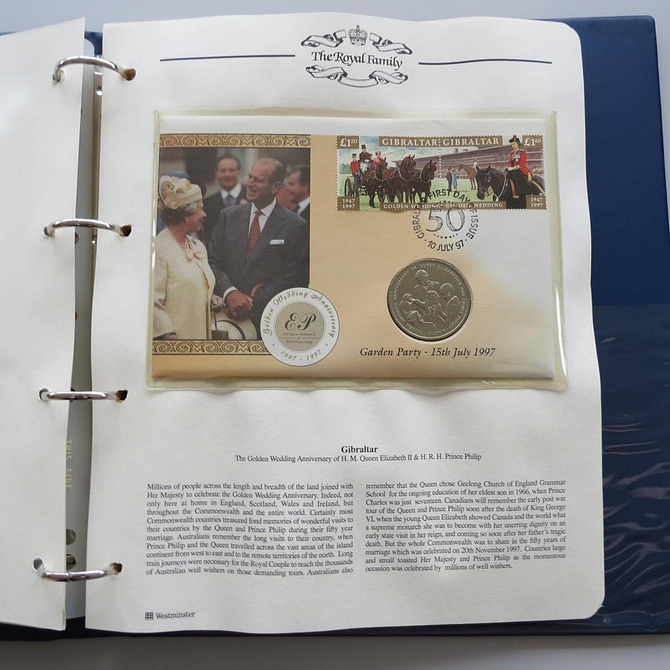 The Royal Family
£1·20
GIBRALTAR GIBRALTAR
£1·40
1947
1997
GOLDEN WEDDING GOLDEN WEDDING
1947
1997
FIRST DAY OF ISSUE
50
10 JULY 97
Golden Wedding Anniversary
E P
1947 - 1997
Garden Party - 15th July 1997
Gibraltar
The Golden Wedding Anniversary of H. M. Queen Elizabeth II & H. R. H. Prince Philip
Millions of people across the length and breadth of the land joined with
Her Majesty to celebrate the Golden Wedding Anniversary. Indeed, not
only here at home in England, Scotland, Wales and Ireland, but
throughout the Commonwealth and the entire world. Certainly most
Commonwealth countries treasured fond memories of wonderful visits to
their countries by the Queen and Prince Philip during their fifty year
marriage. Australians remember the long visits to their country, when
Prince Philip and the Queen travelled across the vast areas of the island
continent from west to east and to the remote territories of the north. Long
train journeys were necessary for the Royal Couple to reach the thousands
of Australian well wishers on those demanding tours. Australians also
remember that the Queen chose Geelong Church of England Grammar
School for the ongoing education of her eldest son in 1966, when Prince
Charles was just seventeen. Canadians will remember the early post war
tour of the Queen and Prince Philip soon after the death of King George
VI, when the young Queen Elizabeth showed Canada and the world what
a supreme monarch she was to become with her unerring dignity on an
early state visit in her reign, and coming so soon after her father's tragic
death. But the whole Commonwealth was to share in the fifty years of
marriage which was celebrated on 20th November 1997. Countries large
and small toasted Her Majesty and Prince Philip as the momentous
occasion was celebrated by millions of well wishers.
Westminster
THIS SIDE